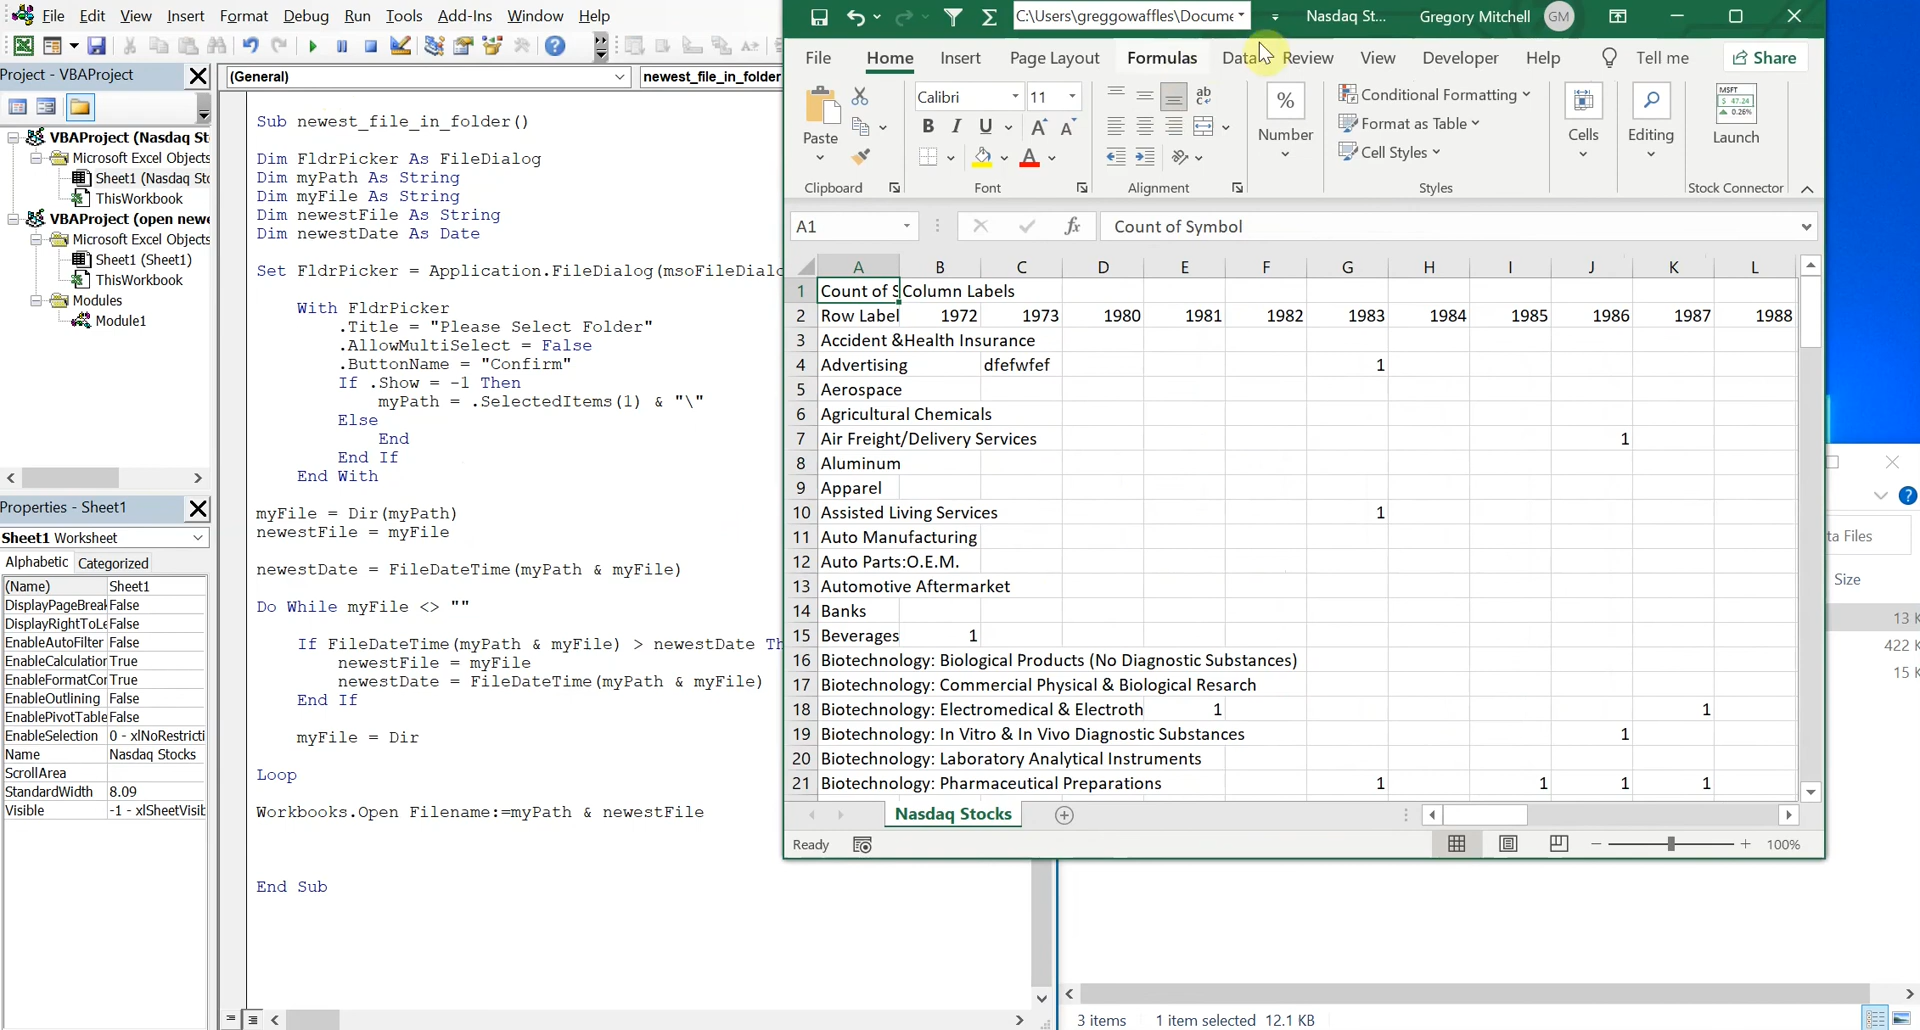 File Edit View Insert Format Debug Run Tools Add-Ins Window Help
Project - VBAProject
VBAProject (Nasdaq St
Microsoft Excel Objects
Sheet1 (Nasdaq Sto
ThisWorkbook
VBAProject (open newe
Microsoft Excel Objects
Sheet1 (Sheet1)
ThisWorkbook
Modules
Module1
Properties - Sheet1
Sheet1 Worksheet
Alphabetic Categorized
(Name) Sheet1
DisplayPageBreak False
DisplayRightToLe False
EnableAutoFilter False
EnableCalculation True
EnableFormatCon True
EnableOutlining False
EnablePivotTable False
EnableSelection 0 - xlNoRestricti
Name Nasdaq Stocks
ScrollArea
StandardWidth 8.09
Visible -1 - xlSheetVisib
(General) newest_file_in_folder
Sub newest_file_in_folder()
Dim FldrPicker As FileDialog
Dim myPath As String
Dim myFile As String
Dim newestFile As String
Dim newestDate As Date
Set FldrPicker = Application.FileDialog(msoFileDialo
With FldrPicker
.Title = "Please Select Folder"
.AllowMultiSelect = False
.ButtonName = "Confirm"
If .Show = -1 Then
myPath = .SelectedItems(1) & "\"
Else
End
End If
End With
myFile = Dir(myPath)
newestFile = myFile
newestDate = FileDateTime(myPath & myFile)
Do While myFile <> ""
If FileDateTime(myPath & myFile) > newestDate Th
newestFile = myFile
newestDate = FileDateTime(myPath & myFile)
End If
myFile = Dir
Loop
Workbooks.Open Filename:=myPath & newestFile
End Sub
C:\Users\greggowaffles\Docume Nasdaq St... Gregory Mitchell GM
File Home Insert Page Layout Formulas Data Review View Developer Help Tell me Share
Paste
Calibri 11
B I U
Number
Conditional Formatting
Format as Table
Cell Styles
Cells
Editing
MSFT
$ 47.24
0.26%
Launch
Clipboard Font Alignment Styles Stock Connector
A1 fx Count of Symbol
A B C D E F G H I J K L
1 Count of S Column Labels
2 Row Label 1972 1973 1980 1981 1982 1983 1984 1985 1986 1987 1988
3 Accident &Health Insurance
4 Advertising dfefwfef 1
5 Aerospace
6 Agricultural Chemicals
7 Air Freight/Delivery Services 1
8 Aluminum
9 Apparel
10 Assisted Living Services 1
11 Auto Manufacturing
12 Auto Parts:O.E.M.
13 Automotive Aftermarket
14 Banks
15 Beverages 1
16 Biotechnology: Biological Products (No Diagnostic Substances)
17 Biotechnology: Commercial Physical & Biological Resarch
18 Biotechnology: Electromedical & Electroth 1 1
19 Biotechnology: In Vitro & In Vivo Diagnostic Substances 1
20 Biotechnology: Laboratory Analytical Instruments
21 Biotechnology: Pharmaceutical Preparations 1 1 1 1
Nasdaq Stocks
Ready 100%
ta Files
Size
13 K
422 K
15 K
3 items 1 item selected 12.1 KB